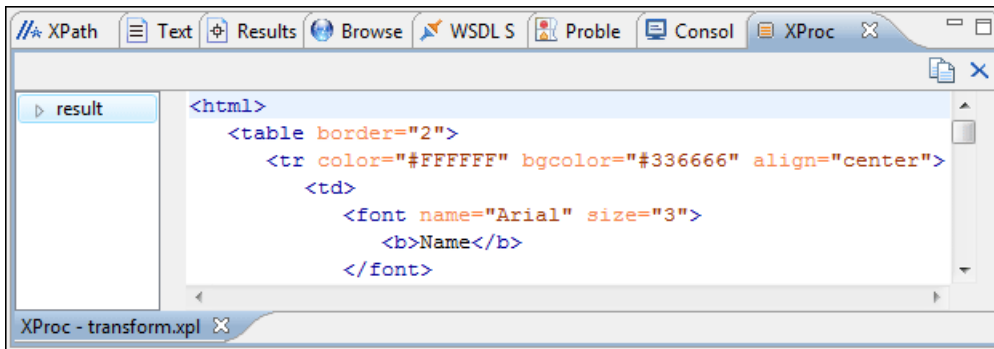 XPath Text Results Browse WSDL S Proble Consol XProc
result
<html>
<table border="2">
<tr color="#FFFFFF" bgcolor="#336666" align="center">
<td>
<font name="Arial" size="3">
<b>Name</b>
</font>
XProc - transform.xpl